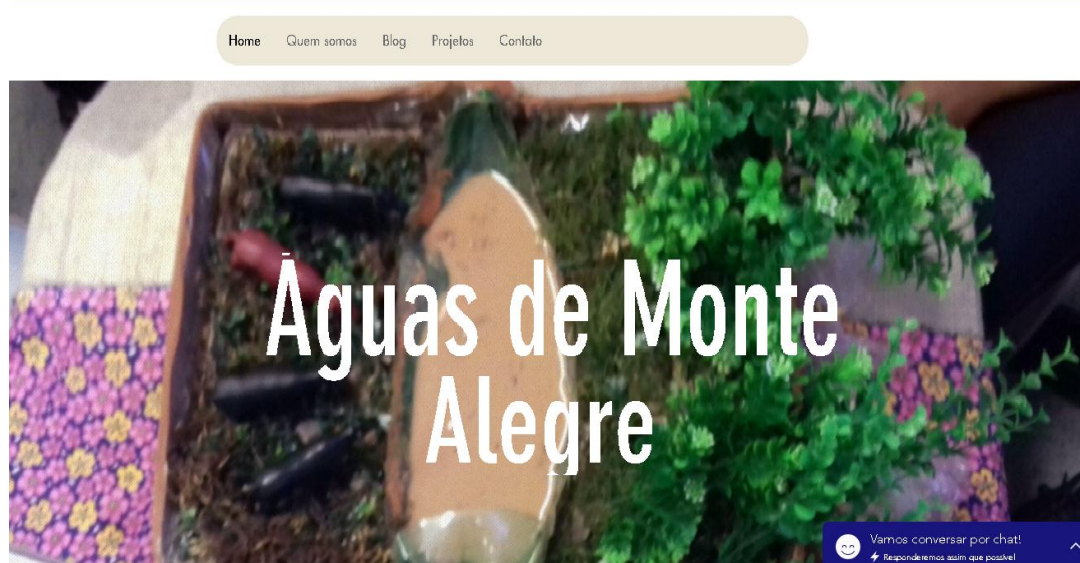 Home Quem somos Blog Projetos Contato
Águas de Monte
Alegre
Vamos conversar por chat!
Responderemos assim que possível